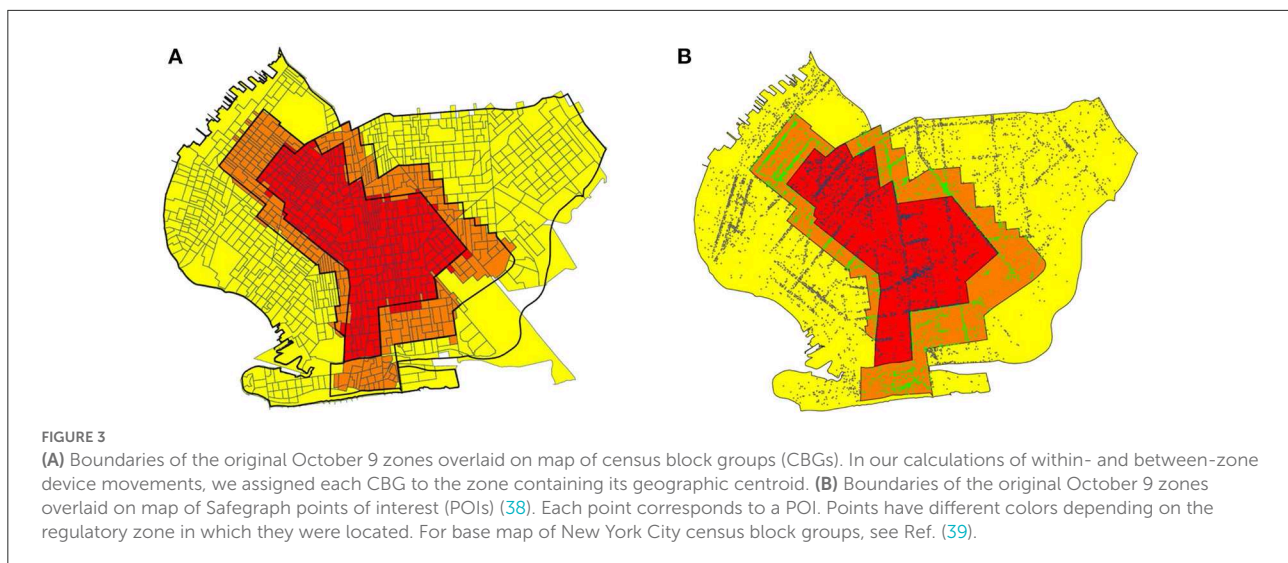 A
B
FIGURE 3
(A) Boundaries of the original October 9 zones overlaid on map of census block groups (CBGs). In our calculations of within- and between-zone
device movements, we assigned each CBG to the zone containing its geographic centroid. (B) Boundaries of the original October 9 zones
overlaid on map of Safegraph points of interest (POIs) (38). Each point corresponds to a POI. Points have different colors depending on the
regulatory zone in which they were located. For base map of New York City census block groups, see Ref. (39).